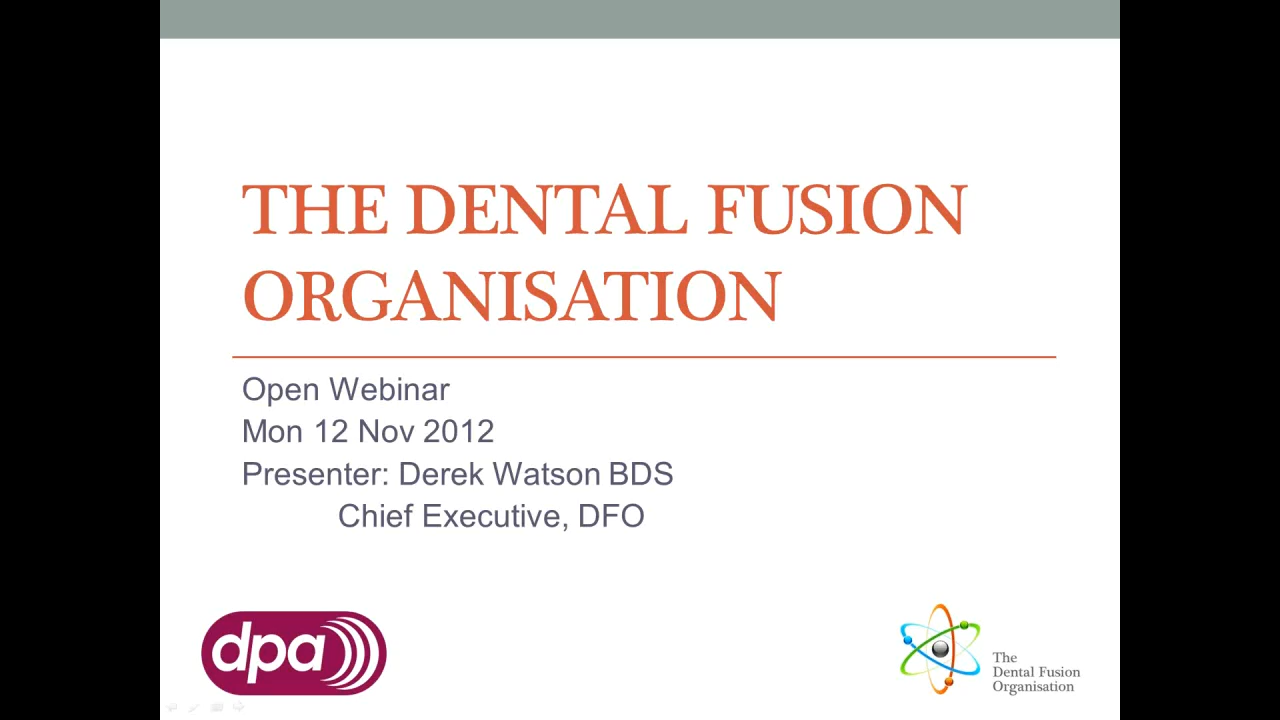 THE DENTAL FUSION
ORGANISATION
Open Webinar
Mon 12 Nov 2012
Presenter: Derek Watson BDS
Chief Executive, DFO
dpa
The
Dental Fusion
Organisation